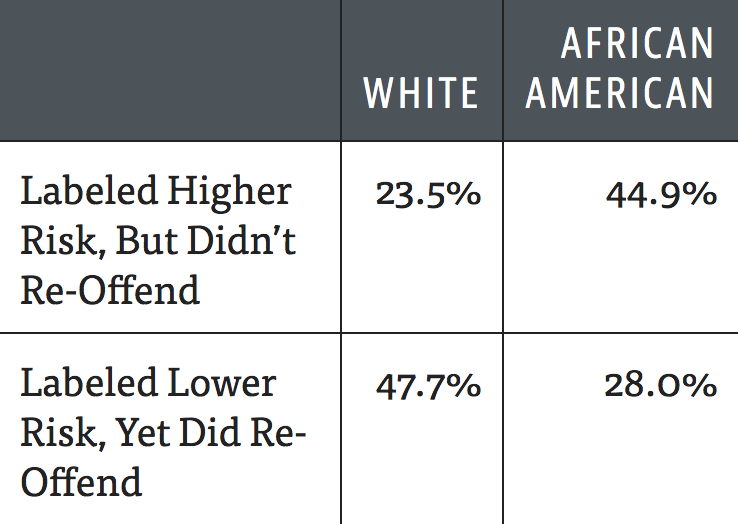 WHITE
AFRICAN
AMERICAN
Labeled Higher
Risk, But Didn’t
Re-Offend
23.5%
44.9%
Labeled Lower
Risk, Yet Did Re-
Offend
47.7%
28.0%